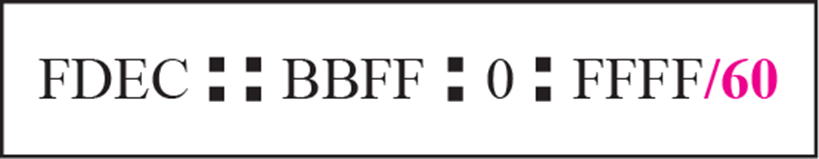 FDEC : : BBFF : 0 : FFFF/60